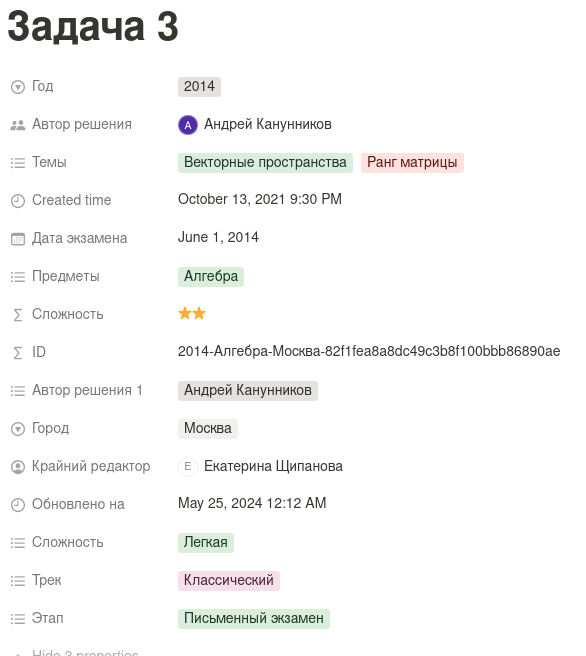 Задача 3
Год 2014
Автор решения А Андрей Канунников
Темы Векторные пространства Ранг матрицы
Created time October 13, 2021 9:30 PM
Дата экзамена June 1, 2014
Предметы Алгебра
Сложность ⭐⭐
ID 2014-Алгебра-Москва-82f1fea8a8dc49c3b8f100bbb86890ae
Автор решения 1 Андрей Канунников
Город Москва
Крайний редактор Е Екатерина Щипанова
Обновлено на May 25, 2024 12:12 AM
Сложность Легкая
Трек Классический
Этап Письменный экзамен
Hide 3 properties